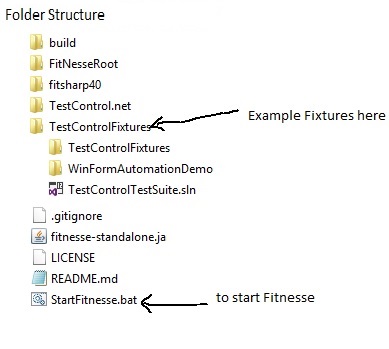 Folder Structure
build
FitNesseRoot
fitsharp40
TestControl.net
TestControlFixtures
Example Fixtures here
TestControlFixtures
WinFormAutomationDemo
TestControlTestSuite.sln
.gitignore
fitnesse-standalone.ja
LICENSE
README.md
StartFitnesse.bat
to start Fitnesse